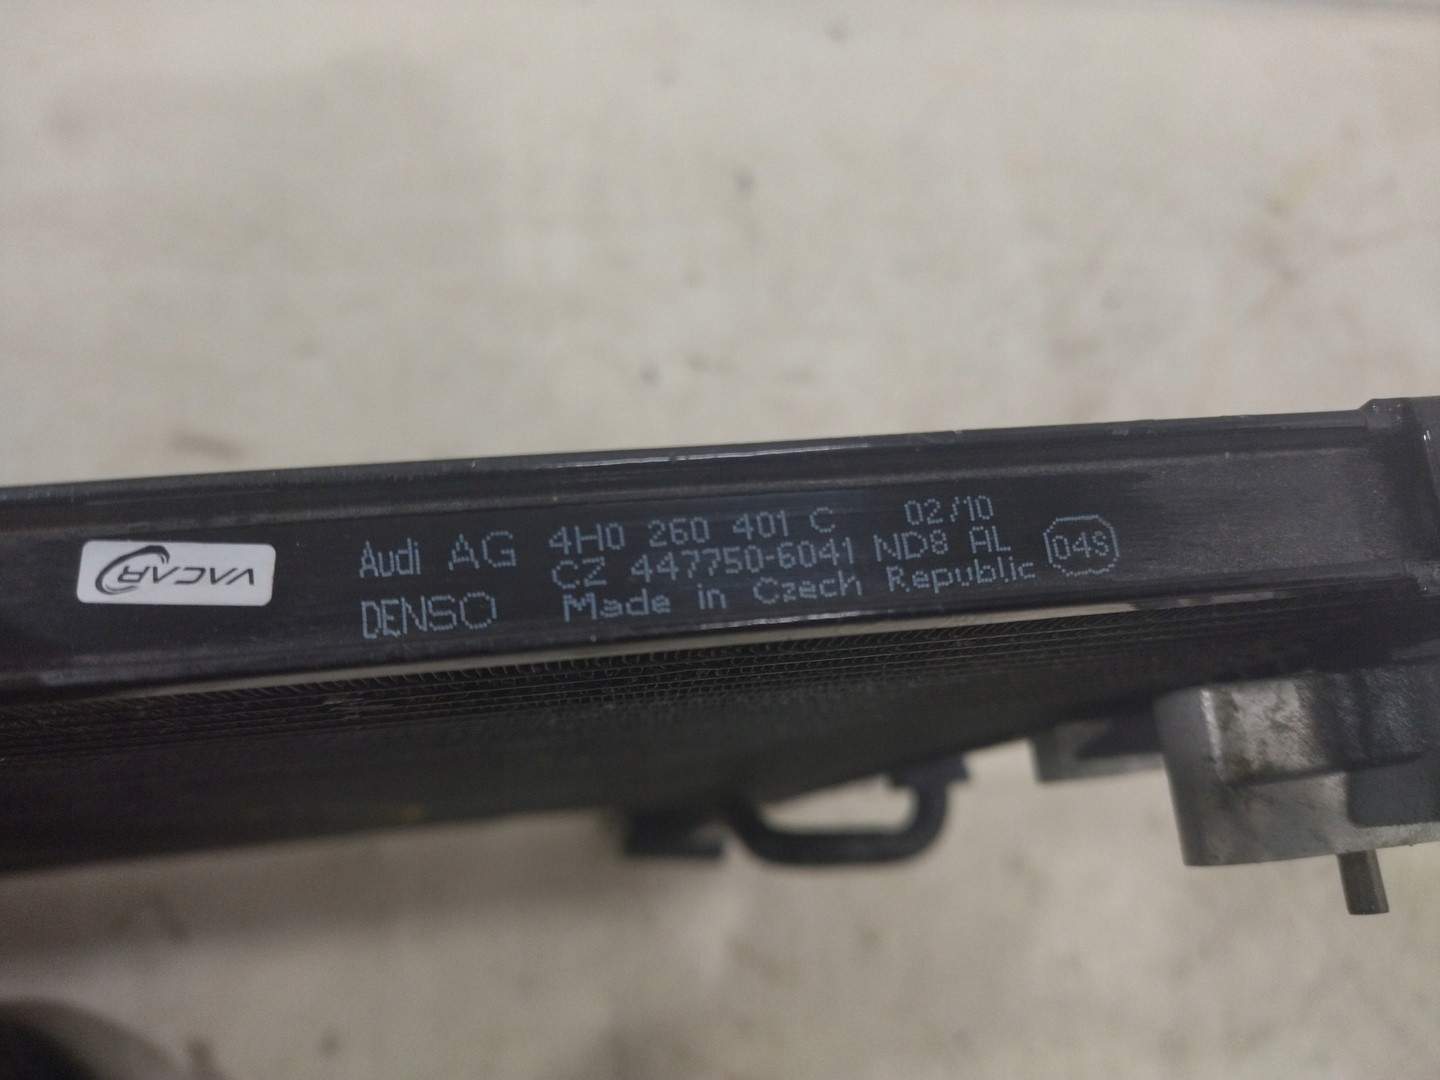 VACAR
Audi AG 4H0 260 401 C 02/10
CZ 447750-6041 ND8 AL 04S
DENSO Made in Czech Republic